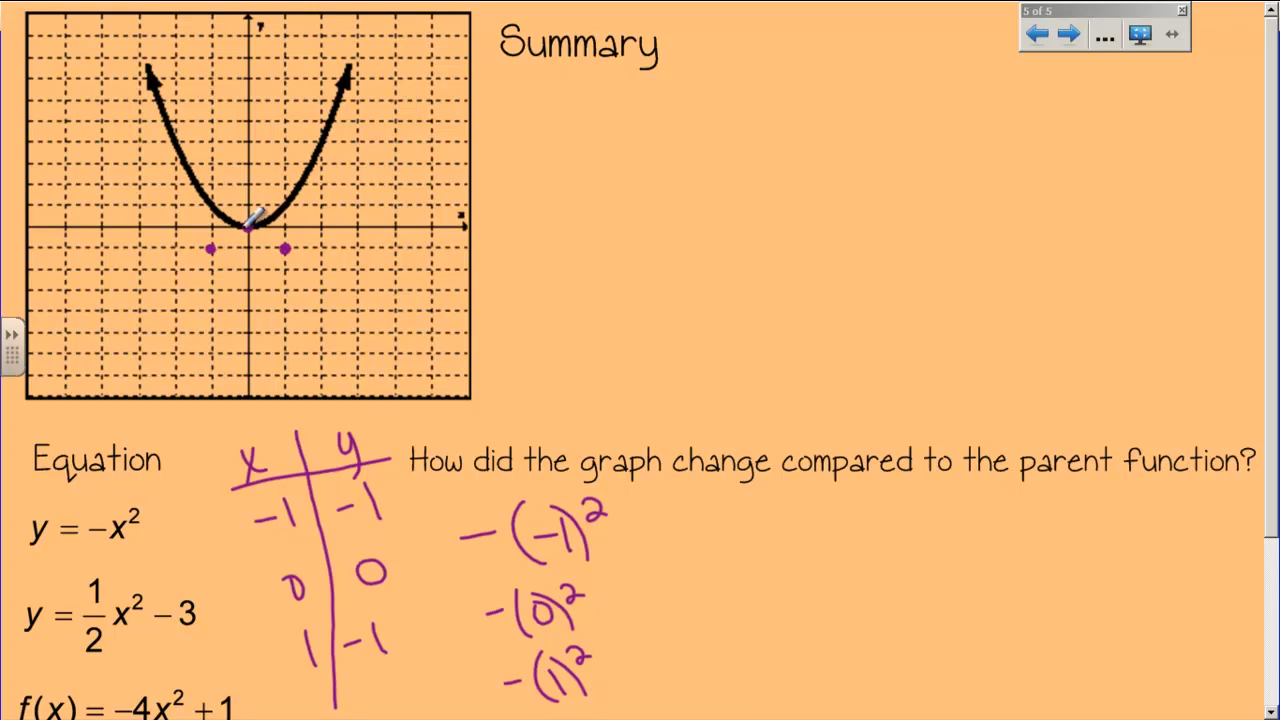 5 of 5
y
Summary
x
Equation
x y
How did the graph change compared to the parent function?
-1 -1
-(-1)²
y = -x²
0 0
-(0)²
y = 1/2 x² - 3
1 -1
-(1)²
f(x) = -4x² + 1